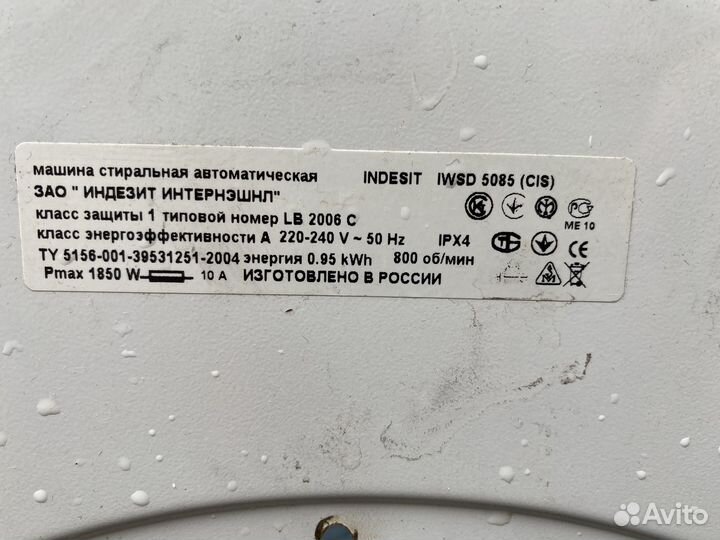 машина стиральная автоматическая INDESIT IWSD 5085 (CIS)
ЗАО " ИНДЕЗИТ ИНТЕРНЭШНЛ"
класс защиты 1 типовой номер LB 2006 C
ME 10
класс энергоэффективности A 220-240 V ~ 50 Hz IPX4
TY 5156-001-39531251-2004 энергия 0.95 kWh 800 об/мин
CE
Pmax 1850 W 10 A ИЗГОТОВЛЕНО В РОССИИ
Avito